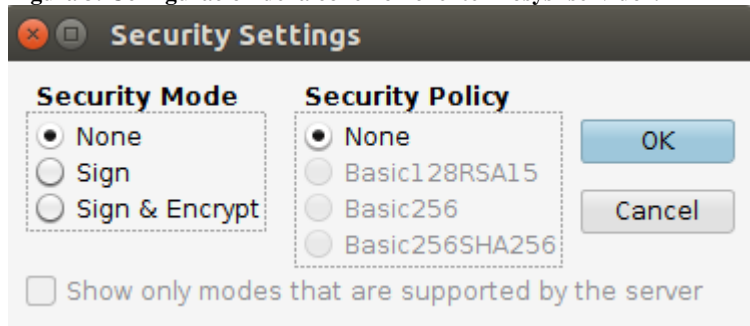 Security Settings
Security Mode
None
Sign
Sign & Encrypt
Security Policy
None
Basic128RSA15
Basic256
Basic256SHA256
OK
Cancel
Show only modes that are supported by the server